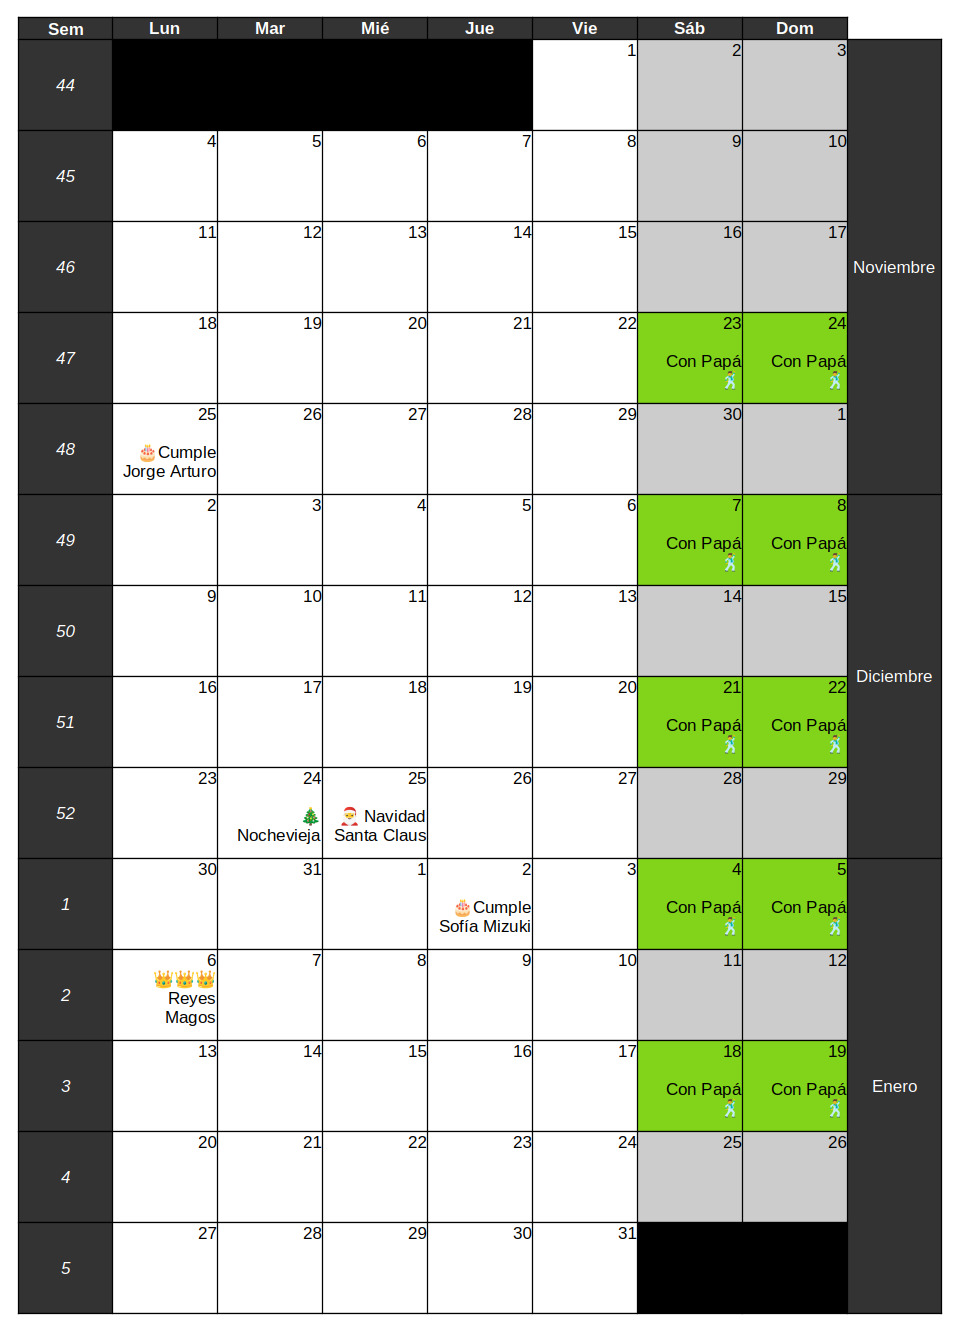 Sem Lun Mar Mié Jue Vie Sáb Dom
44 1 2 3
45 4 5 6 7 8 9 10
46 11 12 13 14 15 16 17 Noviembre
47 18 19 20 21 22 23 24
Con Papá Con Papá
🕺 🕺
48 25 26 27 28 29 30 1
🎂Cumple
Jorge Arturo
49 2 3 4 5 6 7 8
Con Papá Con Papá
🕺 🕺
50 9 10 11 12 13 14 15
Diciembre
51 16 17 18 19 20 21 22
Con Papá Con Papá
🕺 🕺
52 23 24 25 26 27 28 29
🎄 🎅 Navidad
Nochevieja Santa Claus
1 30 31 1 2 3 4 5
🎂Cumple Con Papá Con Papá
Sofía Mizuki 🕺 🕺
2 6 7 8 9 10 11 12
👑👑👑
Reyes
Magos
3 13 14 15 16 17 18 19 Enero
Con Papá Con Papá
🕺 🕺
4 20 21 22 23 24 25 26
5 27 28 29 30 31